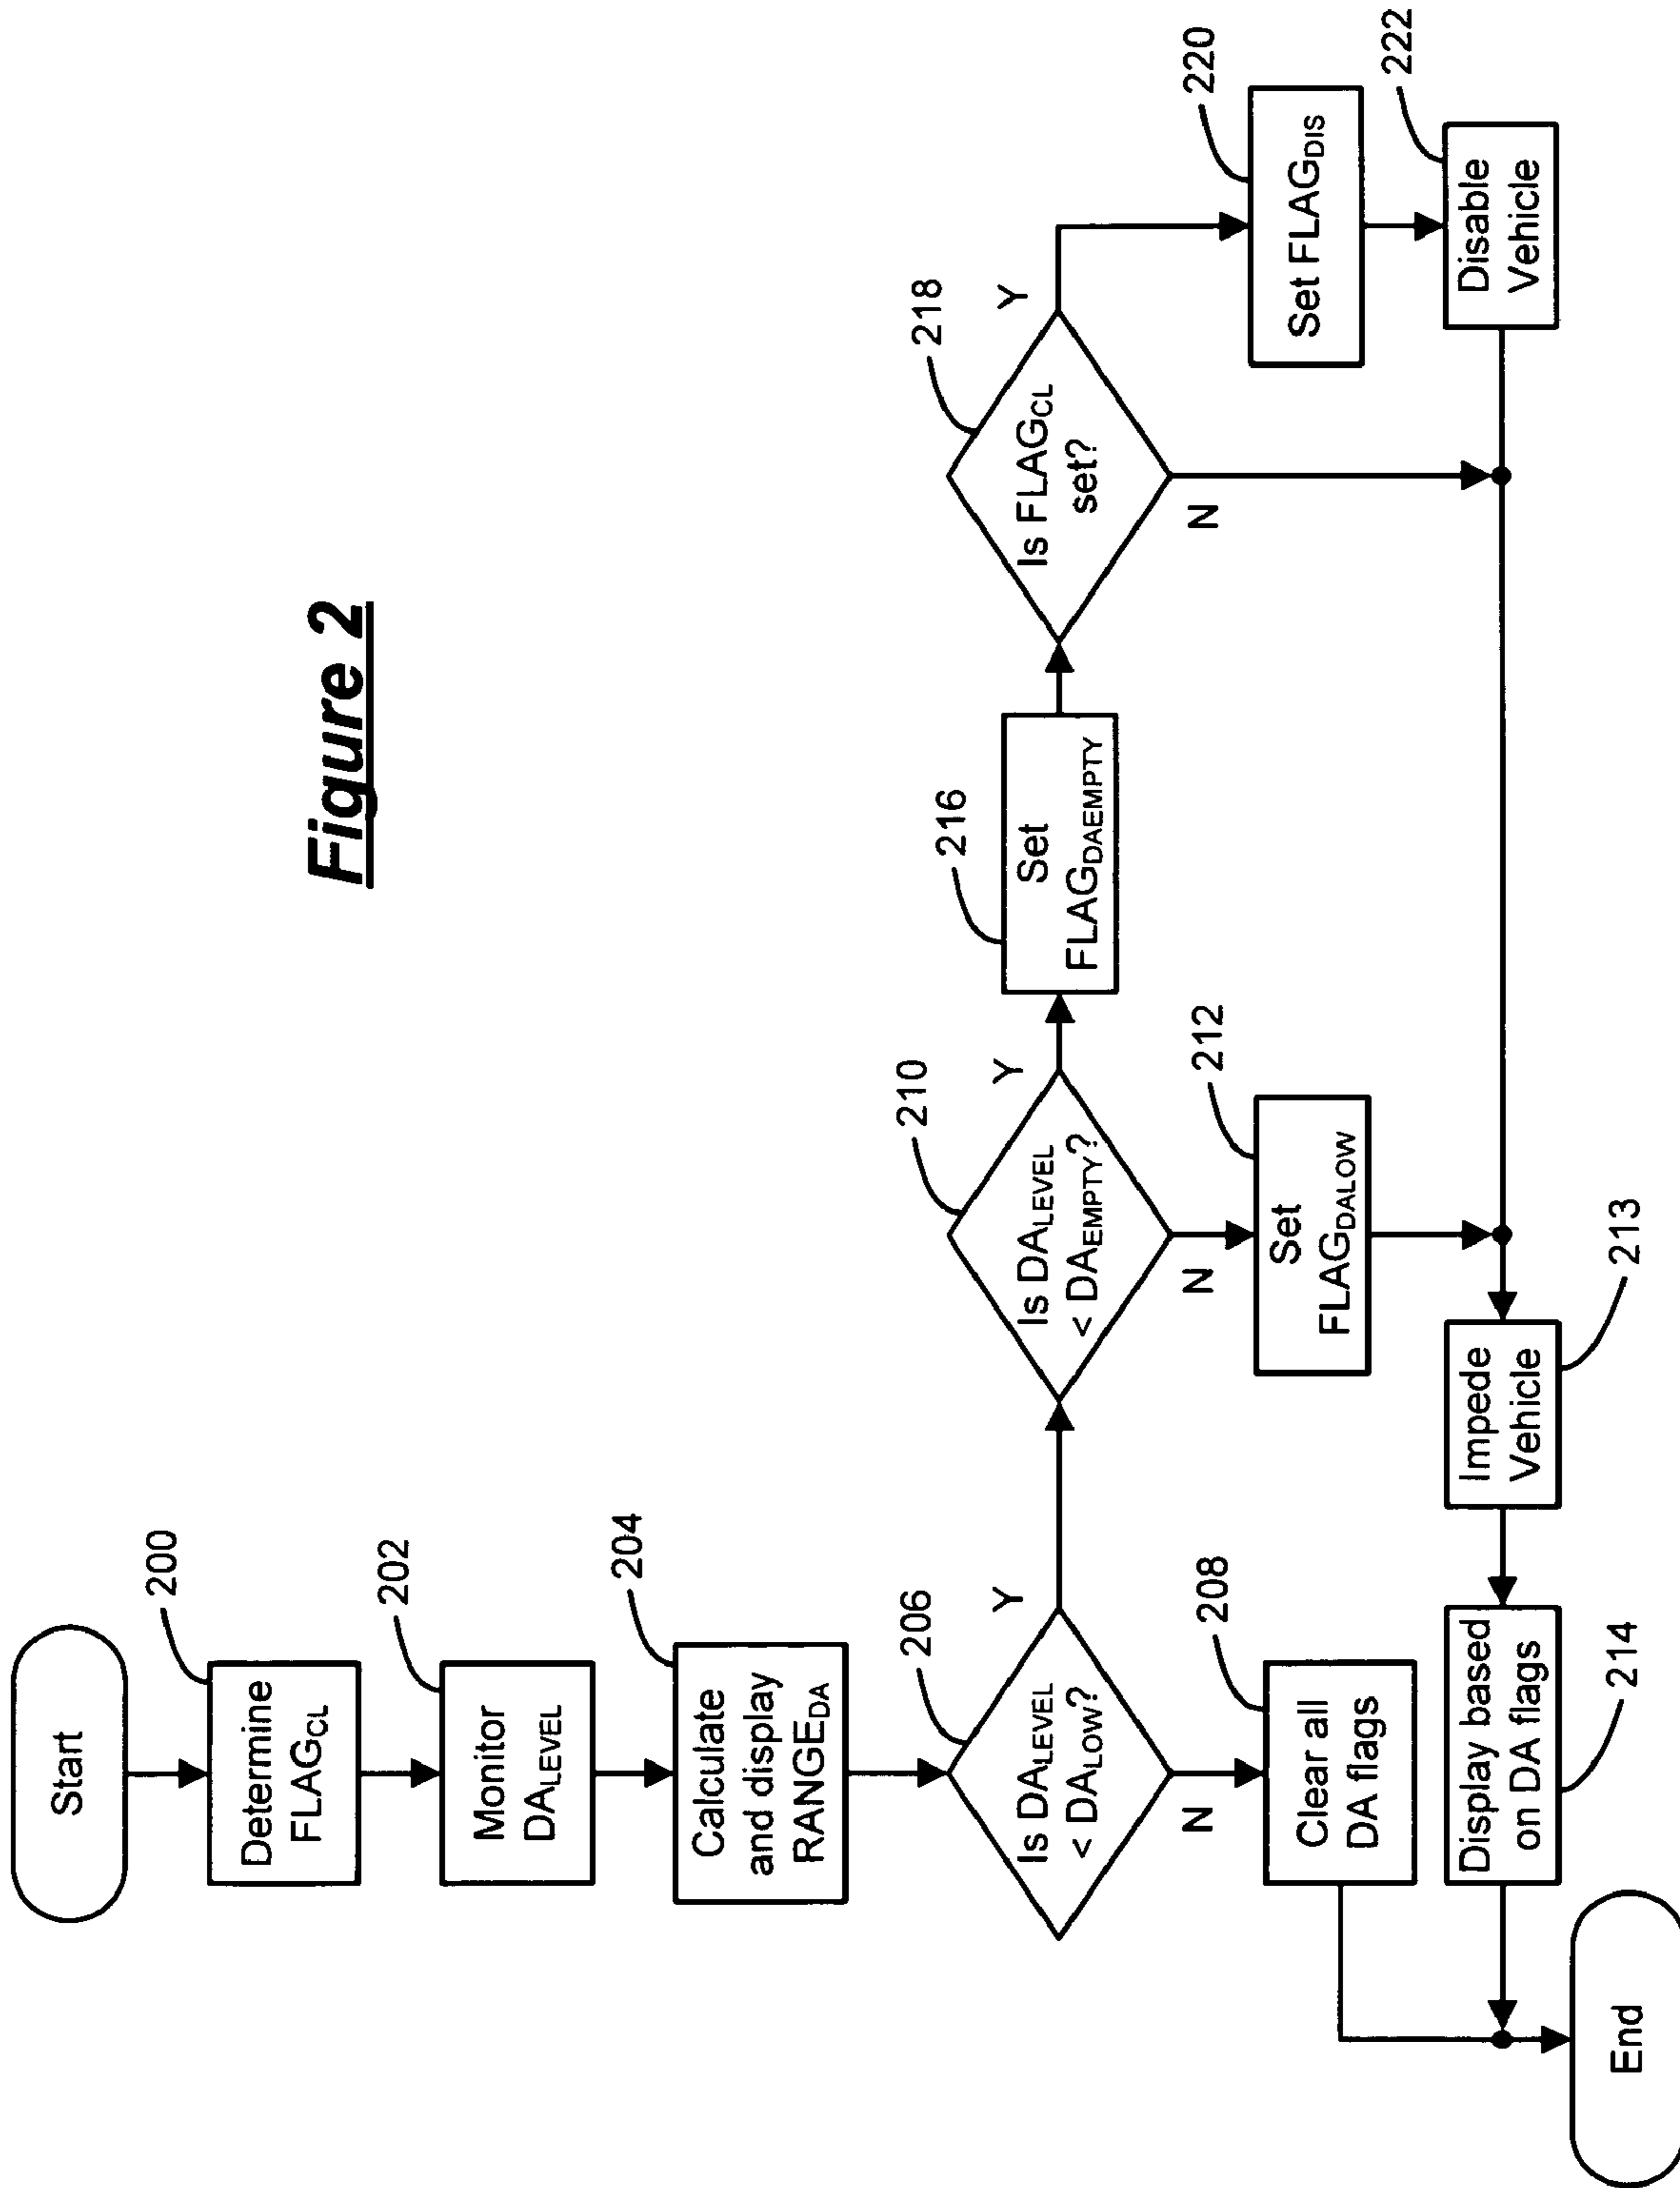 Figure 2
Start
200
Determine
FLAGCL
202
Monitor
DALEVEL
204
Calculate
and display
RANGEDA
206
Is DALEVEL
< DALOW?
Y
N
208
Clear all
DA flags
210
Is DALEVEL
< DAEMPTY?
Y
N
212
Set
FLAGDALOW
216
Set
FLAGDAEMPTY
218
Is FLAGCL
set?
Y
N
220
Set FLAGDIS
222
Disable
Vehicle
213
Impede
Vehicle
214
Display based
on DA flags
End